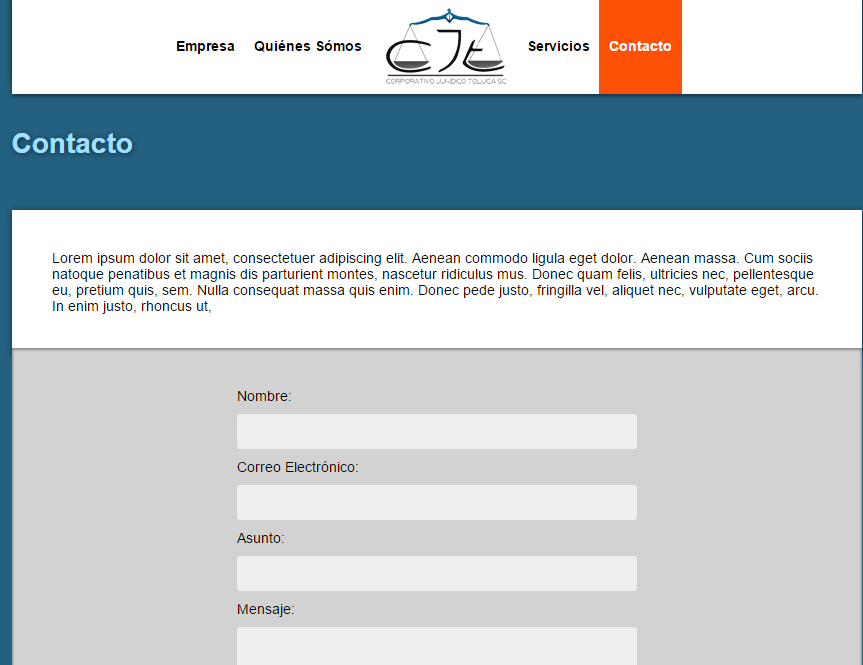 Empresa
Quiénes Sómos
CJt
CORPORATIVO JURIDICO TOLUCA SC
Servicios
Contacto
Contacto
Lorem ipsum dolor sit amet, consectetuer adipiscing elit. Aenean commodo ligula eget dolor. Aenean massa. Cum sociis
natoque penatibus et magnis dis parturient montes, nascetur ridiculus mus. Donec quam felis, ultricies nec, pellentesque
eu, pretium quis, sem. Nulla consequat massa quis enim. Donec pede justo, fringilla vel, aliquet nec, vulputate eget, arcu.
In enim justo, rhoncus ut,
Nombre:
Correo Electrónico:
Asunto:
Mensaje: